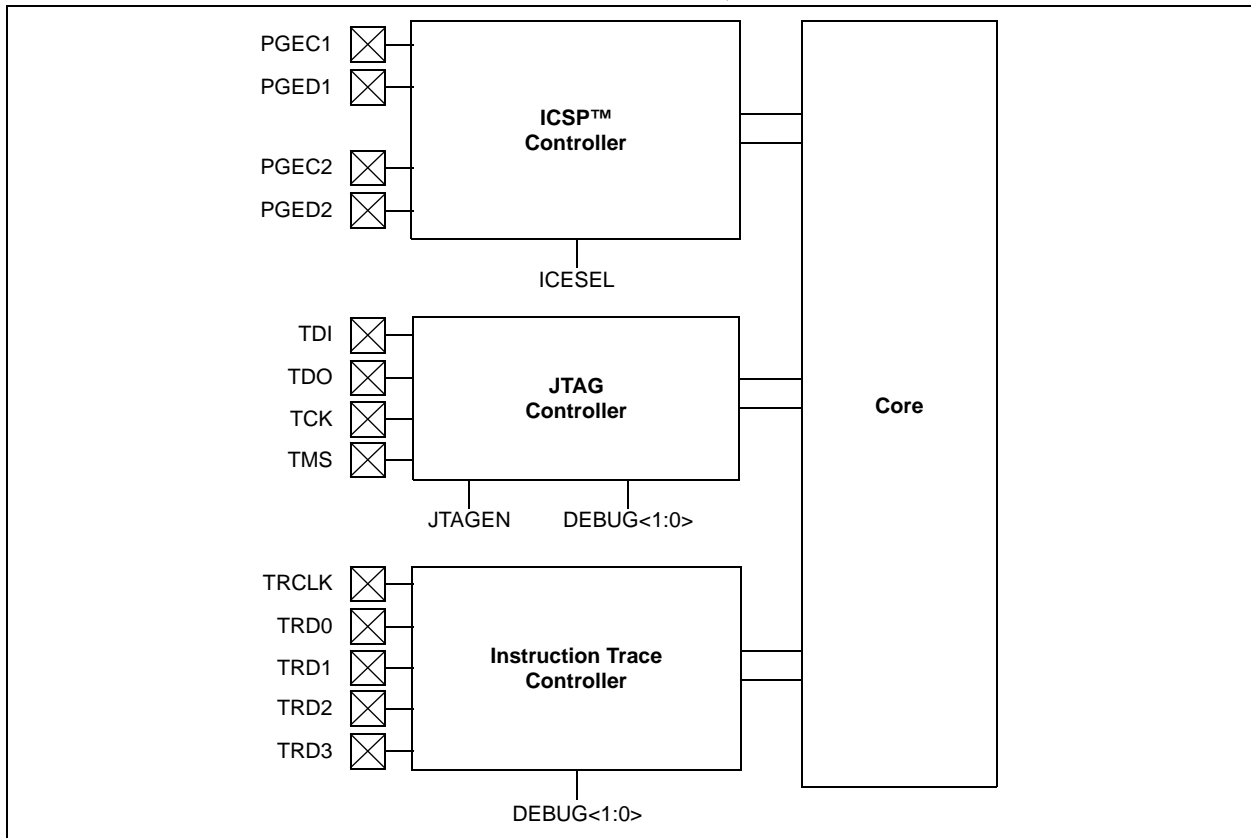 PGEC1
PGED1
ICSP™
Controller
PGEC2
PGED2
ICESEL
TDI
TDO
JTAG
Controller
Core
TCK
TMS
JTAGEN
DEBUG<1:0>
TRCLK
TRD0
TRD1
Instruction Trace
Controller
TRD2
TRD3
DEBUG<1:0>